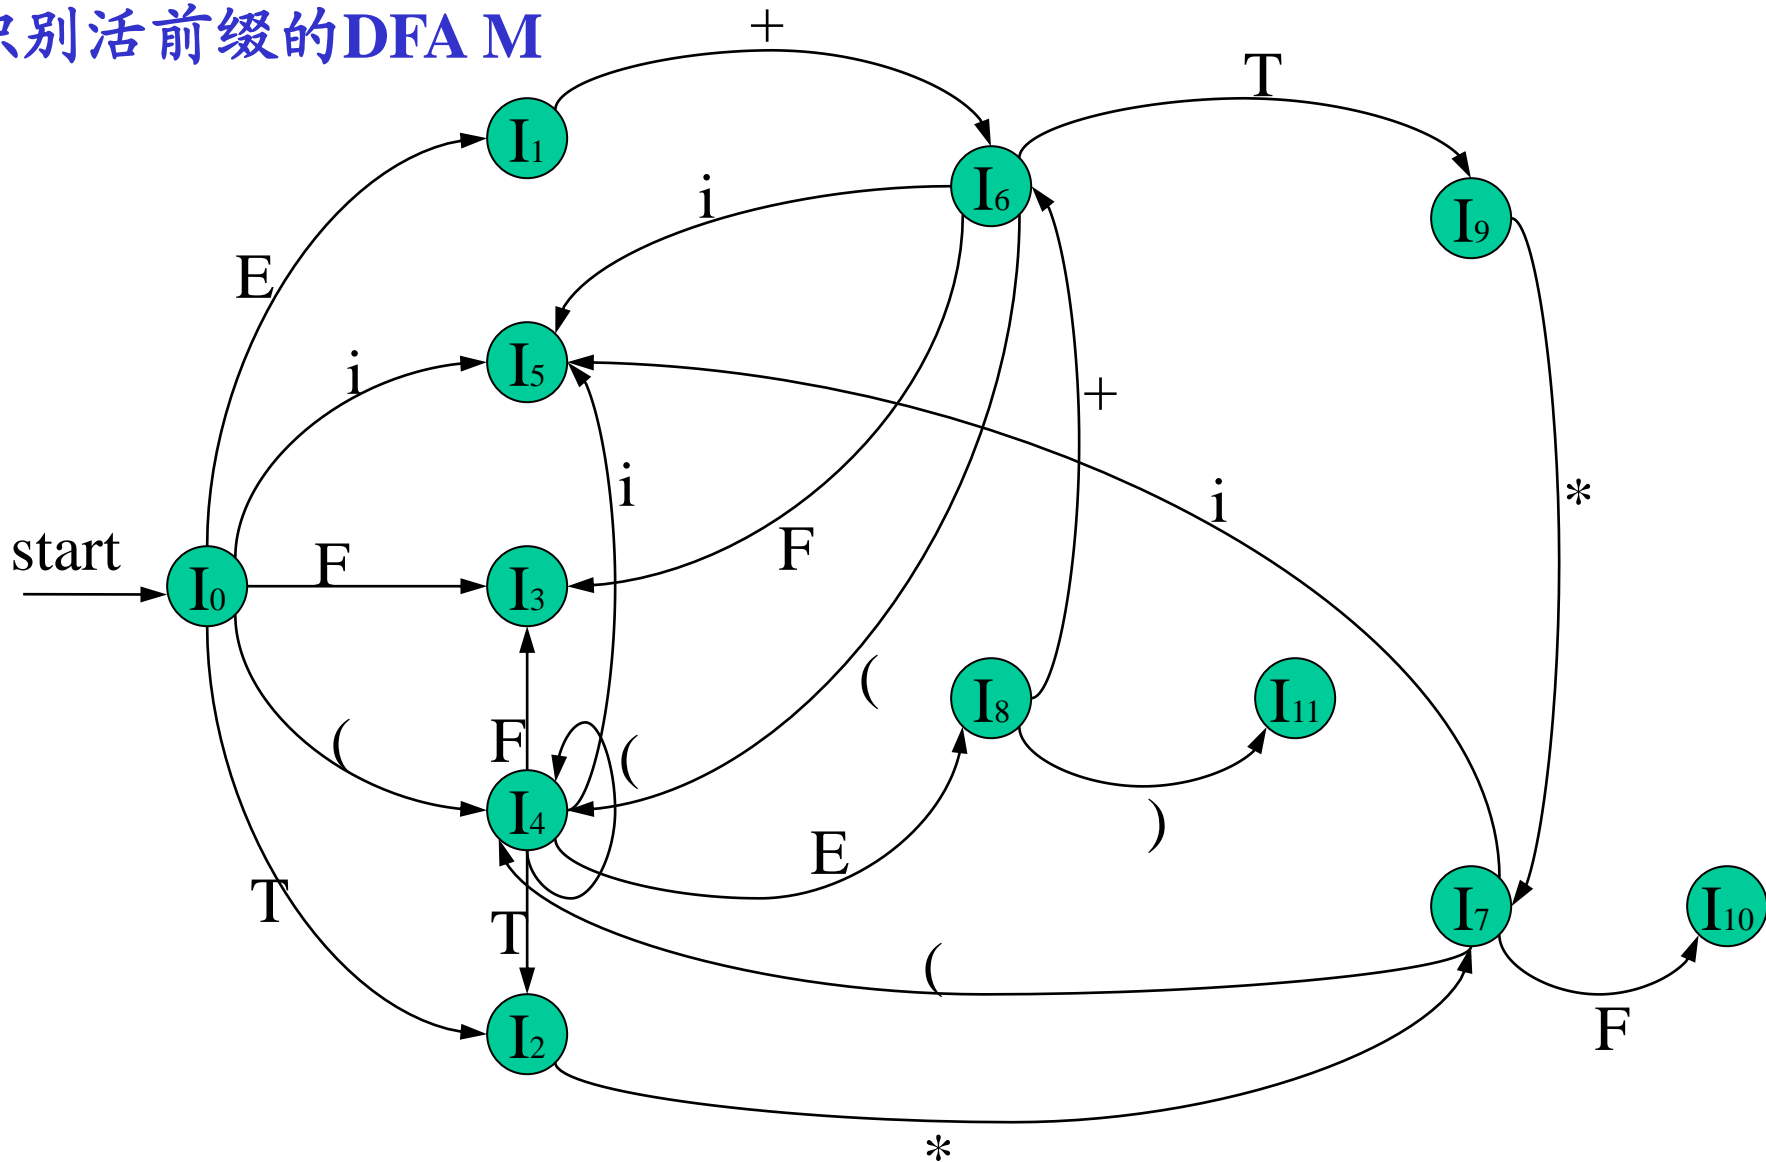 识别活前缀的DFA M
+
T
I1
I6
i
I9
E
i
I5
+
i
i
*
start
F
F
I0
I3
(
F
(
(
I8
I11
I4
E
)
T
T
(
I7
I10
F
I2
*